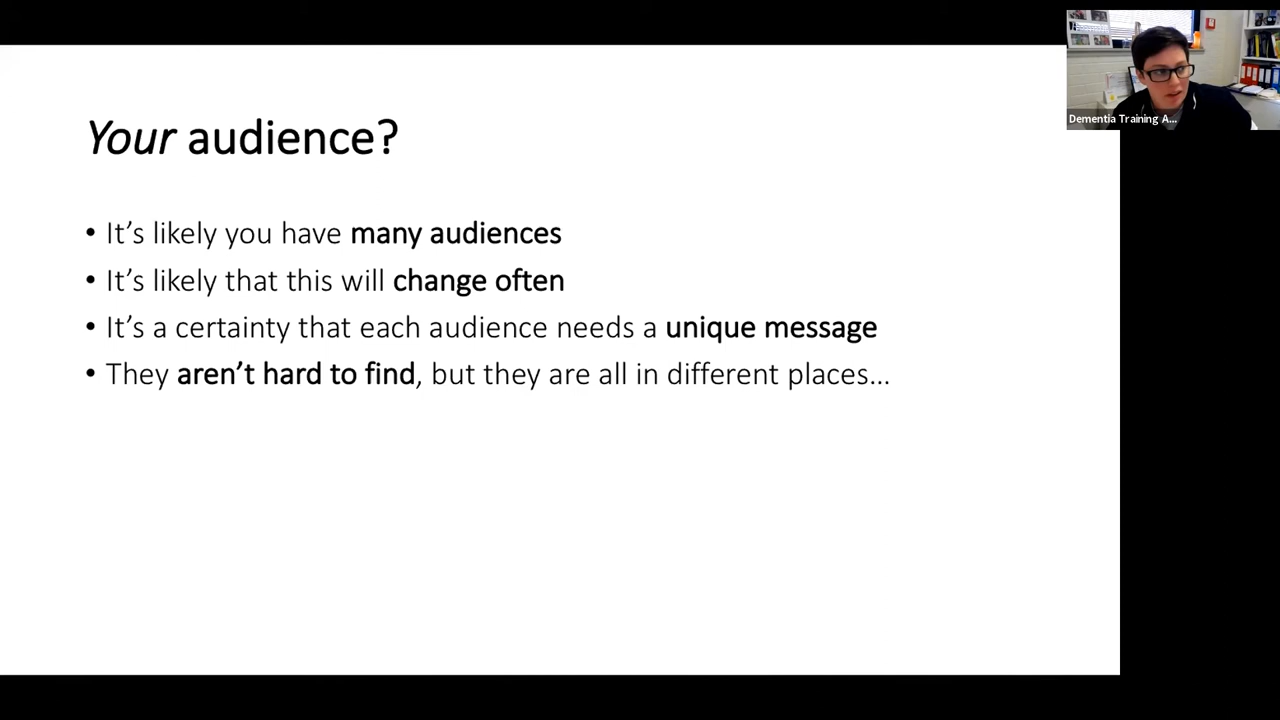 Your audience?
• It’s likely you have many audiences
• It’s likely that this will change often
• It’s a certainty that each audience needs a unique message
• They aren’t hard to find, but they are all in different places…
Dementia Training A...